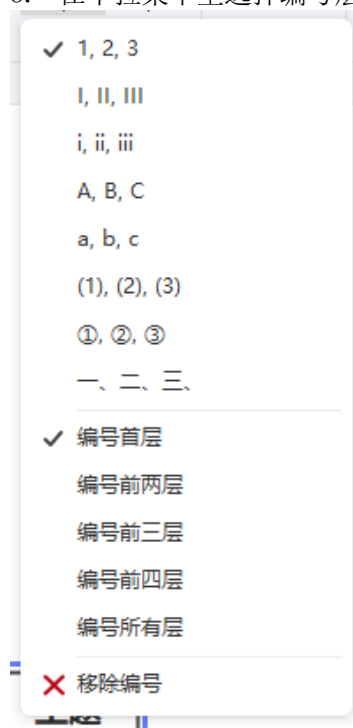 1, 2, 3
I, II, III
i, ii, iii
A, B, C
a, b, c
(1), (2), (3)
①, ②, ③
一、二、三、
编号首层
编号前两层
编号前三层
编号前四层
编号所有层
移除编号